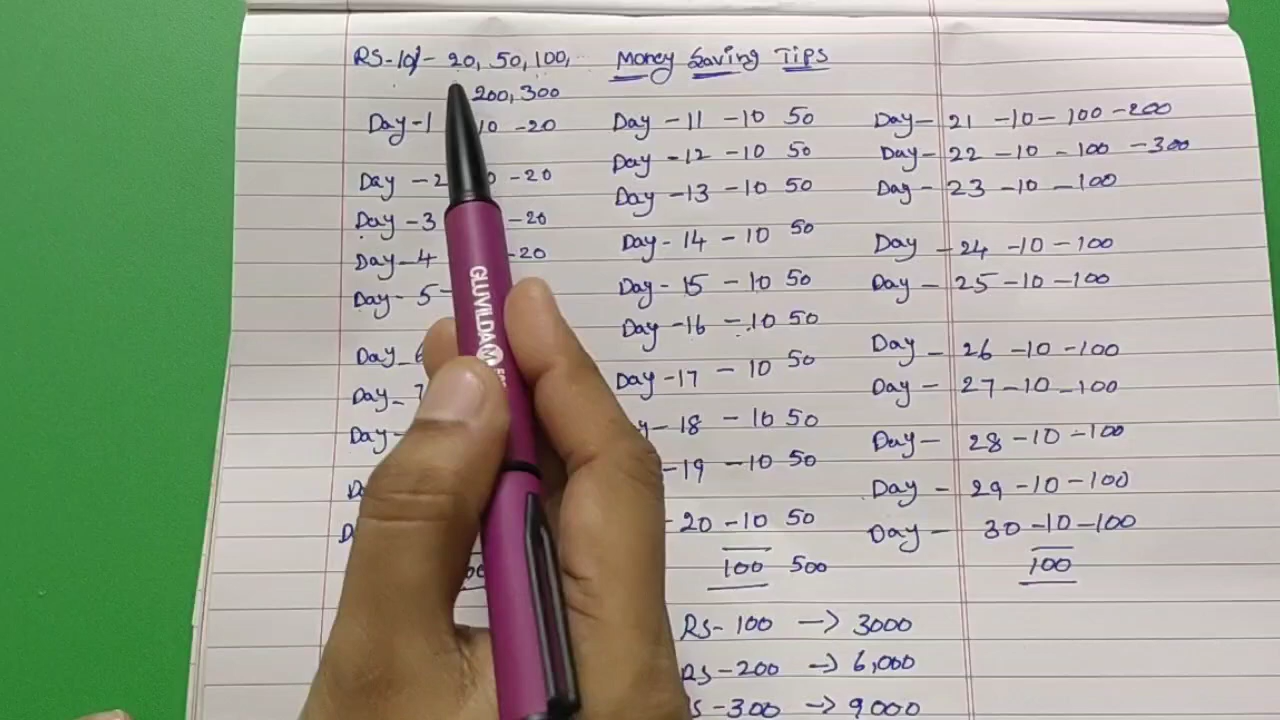 RS-10/- 20, 50, 100, Money Saving Tips
200, 300
Day-1 10 -20
Day -2 -20
Day -3 -20
Day -4 -20
Day - 5 -
Day -
Day -
Day -
Day -11 -10 50
Day -12 -10 50
Day -13 -10 50
Day - 14 - 10 50
Day - 15 - 10 50
Day -16 - 10 50
Day -17 - 10 50
- 18 - 10 50
-19 -10 50
- 20 -10 50
100 500
Day - 21 -10 - 100 -200
Day - 22 -10 - 100 -300
Day - 23 -10 -100
Day - 24 -10 - 100
Day - 25 -10 -100
Day - 26 -10 -100
Day - 27 -10 -100
Day - 28 -10 -100
Day - 29 -10 -100
Day - 30 -10 -100
100
RS- 100 -> 3000
RS-200 -> 6,000
-300 -> 9000
GLUVILDA M